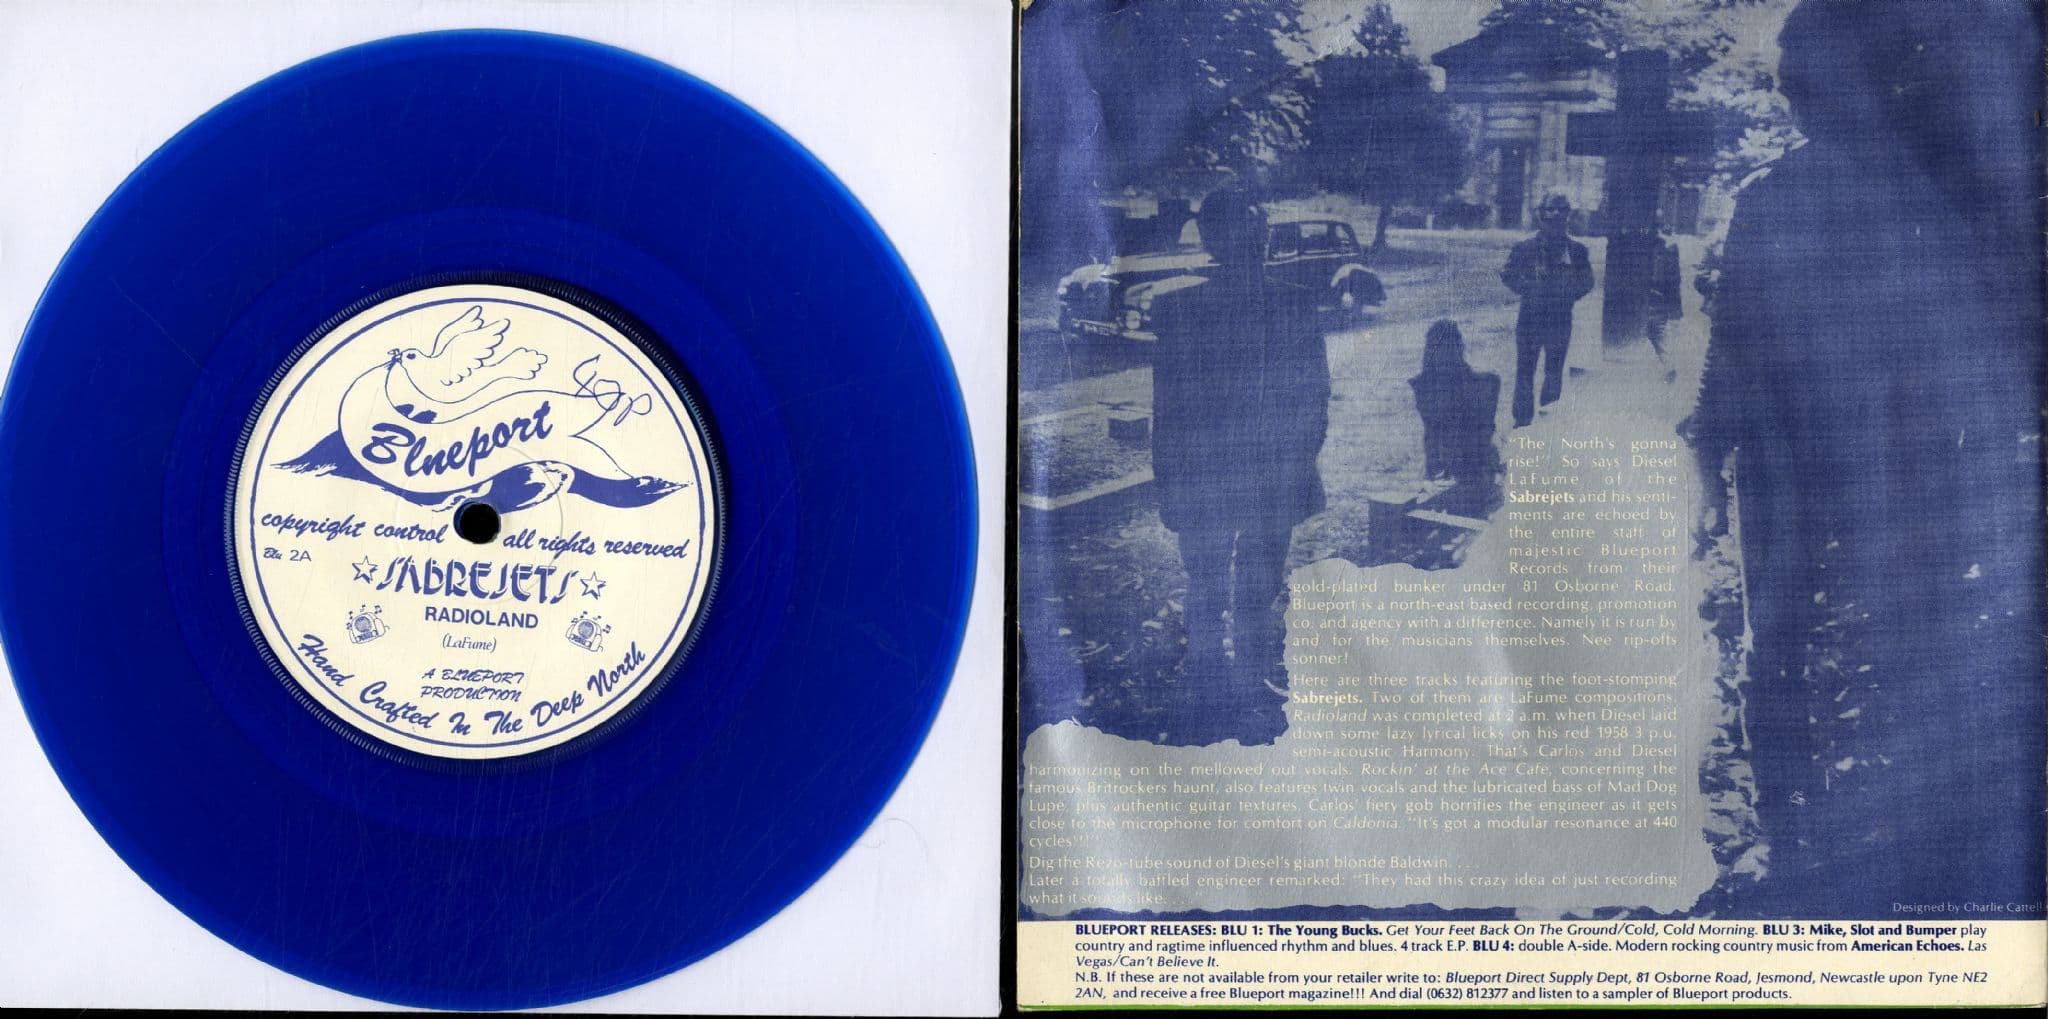 Blueport
40p
copyright control
all rights reserved
Blu 2A
SABREJETS
RADIOLAND
(LaFume)
A BLUEPORT
PRODUCTION
Hand Crafted In The Deep North
"The North's gonna
rise!" So says Diesel
LaFume of the
Sabrejets and his senti-
ments are echoed by
the entire staff of
majestic Blueport
Records from their
gold-plated bunker under 81 Osborne Road.
Blueport is a north-east based recording, promotion
co. and agency with a difference. Namely it is run by
and for the musicians themselves. Nee rip-offs
sonner!
Here are three tracks featuring the foot-stomping
Sabrejets. Two of them are LaFume compositions.
Radioland was completed at 2 a.m. when Diesel laid
down some lazy lyrical licks on his red 1958 3 p.u.
semi-acoustic Harmony. That's Carlos and Diesel
harmonizing on the mellowed out vocals. Rockin' at the Ace Cafe, concerning the
famous Britrockers haunt, also features twin vocals and the lubricated bass of Mad Dog
Lupe, plus authentic guitar textures. Carlos' fiery gob horrifies the engineer as it gets
close to the microphone for comfort on Caldonia. "It's got a modular resonance at 440
cycles!!!"
Dig the Rezo-tube sound of Diesel's giant blonde Baldwin. . . .
Later a totally baffled engineer remarked: "They had this crazy idea of just recording
what it sounds like. . . ."
Designed by Charlie Cattell
BLUEPORT RELEASES: BLU 1: The Young Bucks. Get Your Feet Back On The Ground/Cold, Cold Morning. BLU 3: Mike, Slot and Bumper play
country and ragtime influenced rhythm and blues. 4 track E.P. BLU 4: double A-side. Modern rocking country music from American Echoes. Las
Vegas/Can't Believe It.
N.B. If these are not available from your retailer write to: Blueport Direct Supply Dept, 81 Osborne Road, Jesmond, Newcastle upon Tyne NE2
2AN, and receive a free Blueport magazine!!! And dial (0632) 812377 and listen to a sampler of Blueport products.